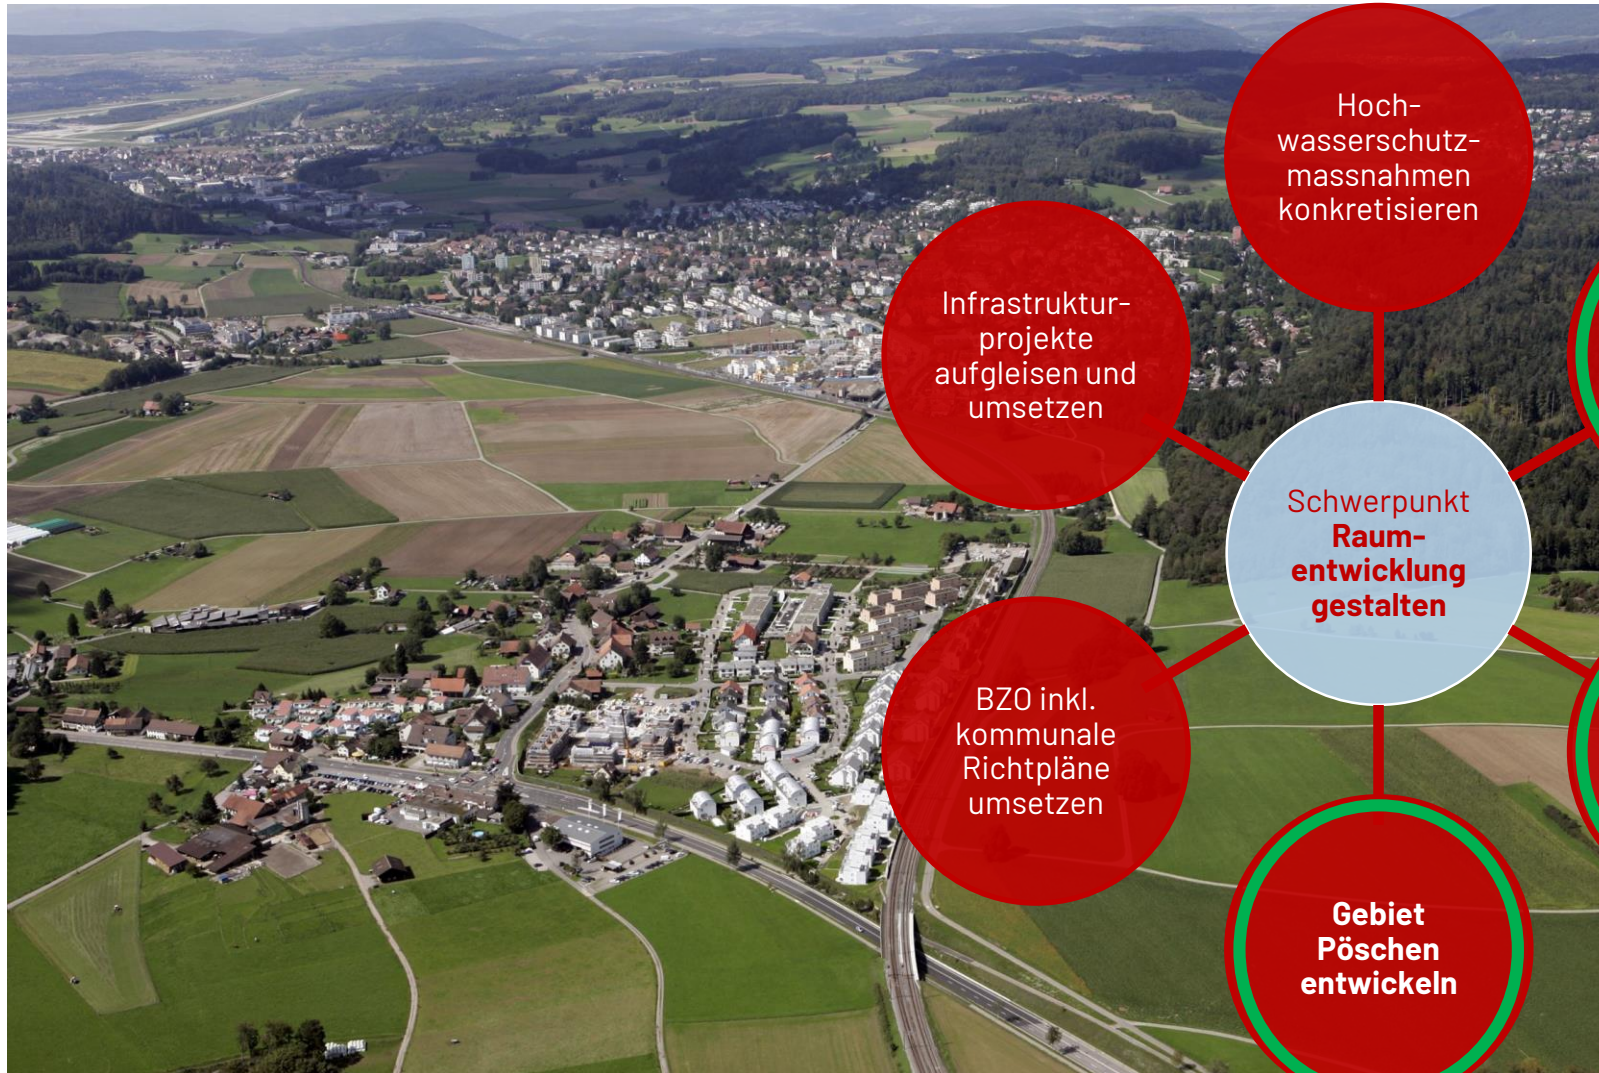 Hoch-
wasserschutz-
massnahmen
konkretisieren
Infrastruktur-
projekte
aufgleisen und
umsetzen
Schwerpunkt
Raum-
entwicklung
gestalten
BZO inkl.
kommunale
Richtpläne
umsetzen
Gebiet
Pöschen
entwickeln